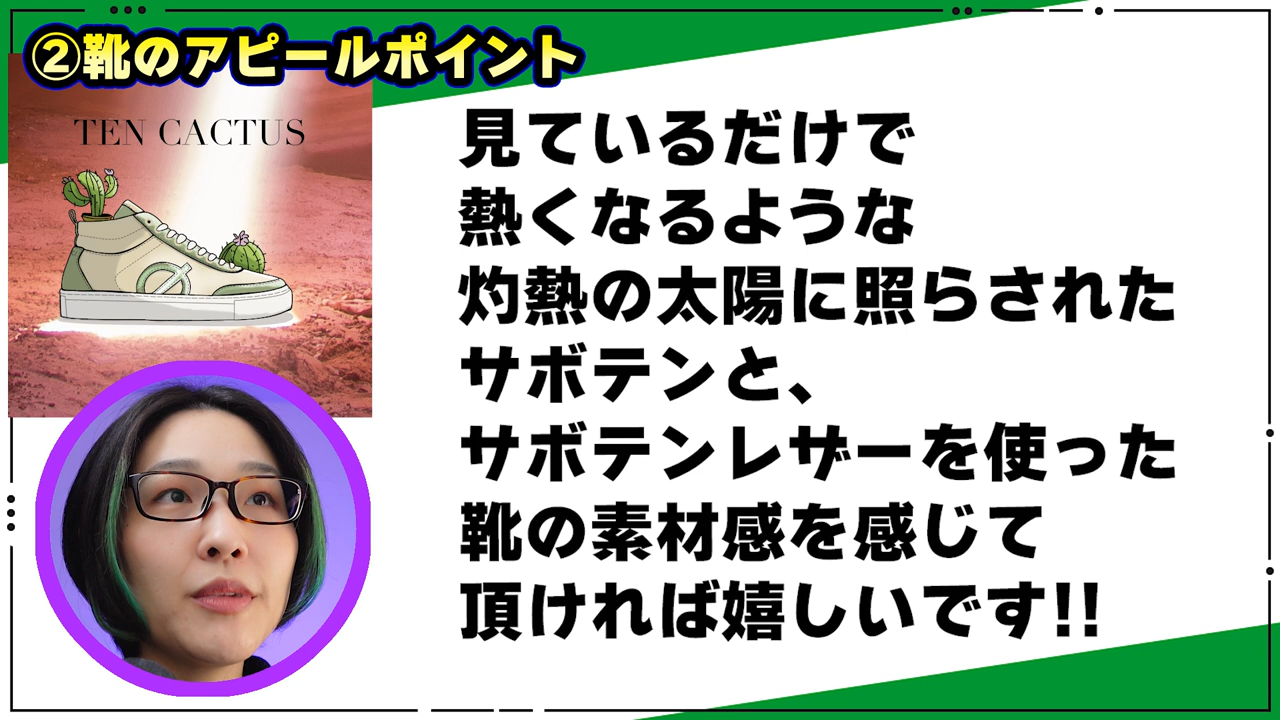 ②靴のアピールポイント
TEN CACTUS
見ているだけで
熱くなるような
灼熱の太陽に照らされた
サボテンと、
サボテンレザーを使った
靴の素材感を感じて
頂ければ嬉しいです!!